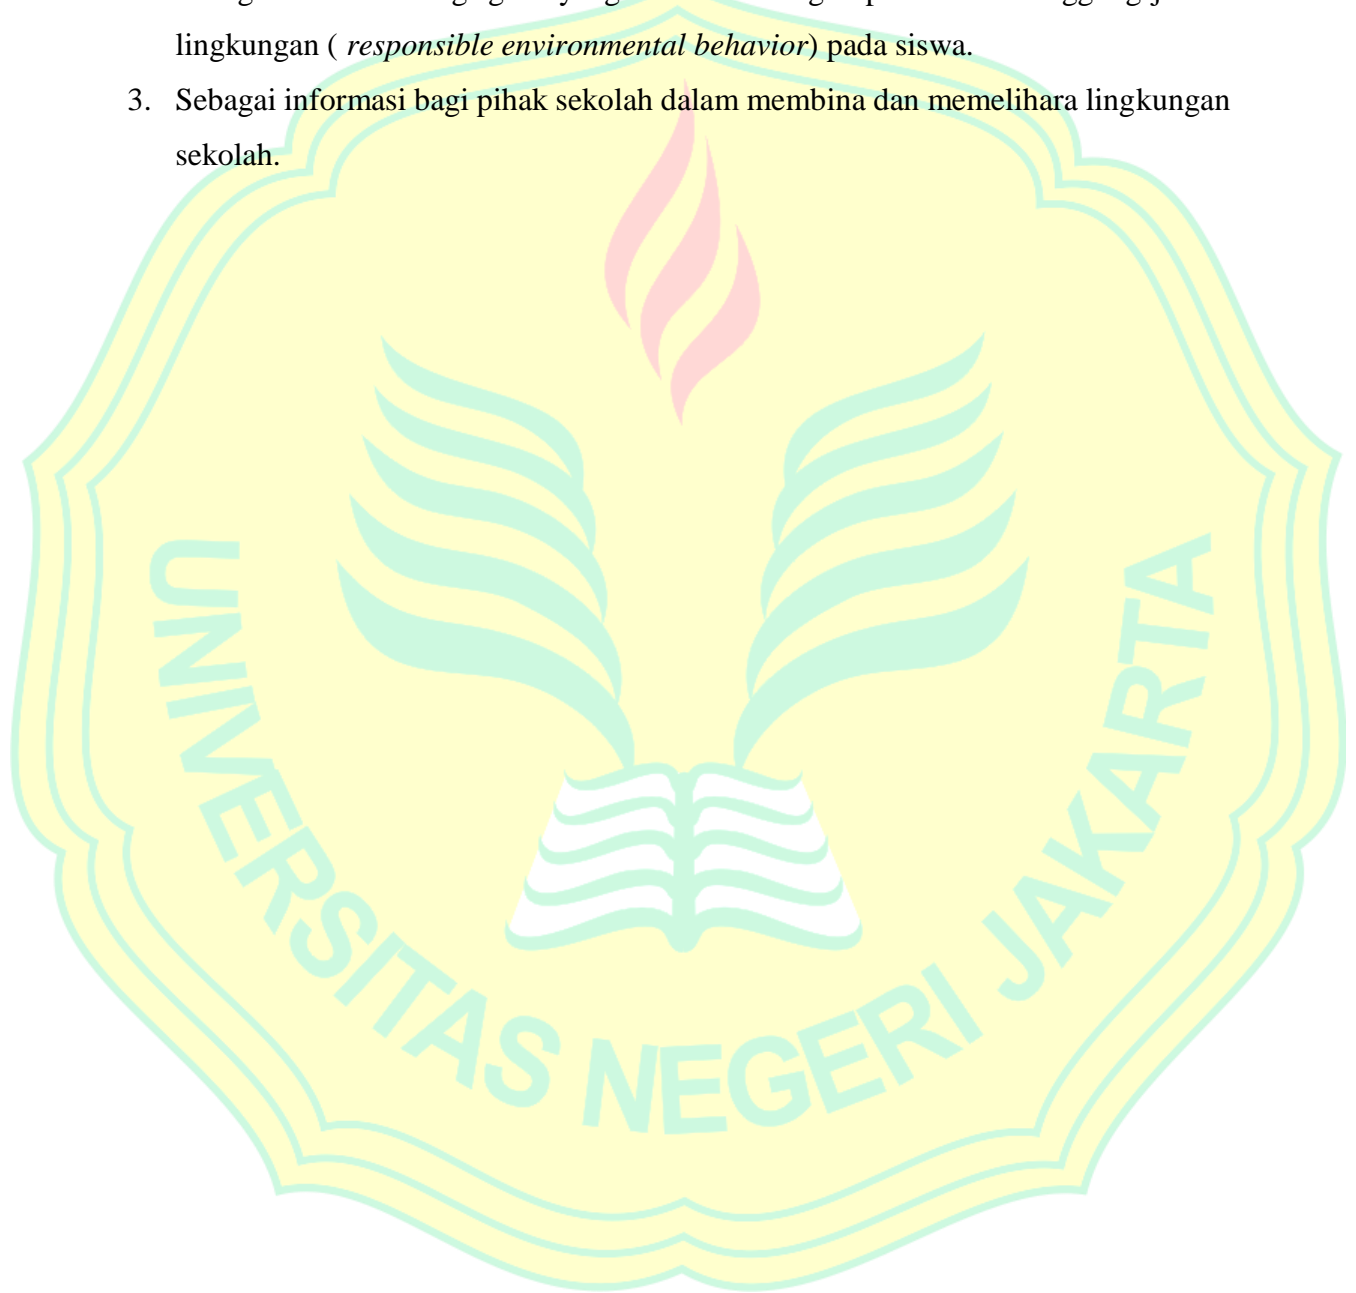 lingkungan ( responsible environmental behavior) pada siswa.
3. Sebagai informasi bagi pihak sekolah dalam membina dan memelihara lingkungan
sekolah.
UNIVERSITAS NEGERI JAKARTA